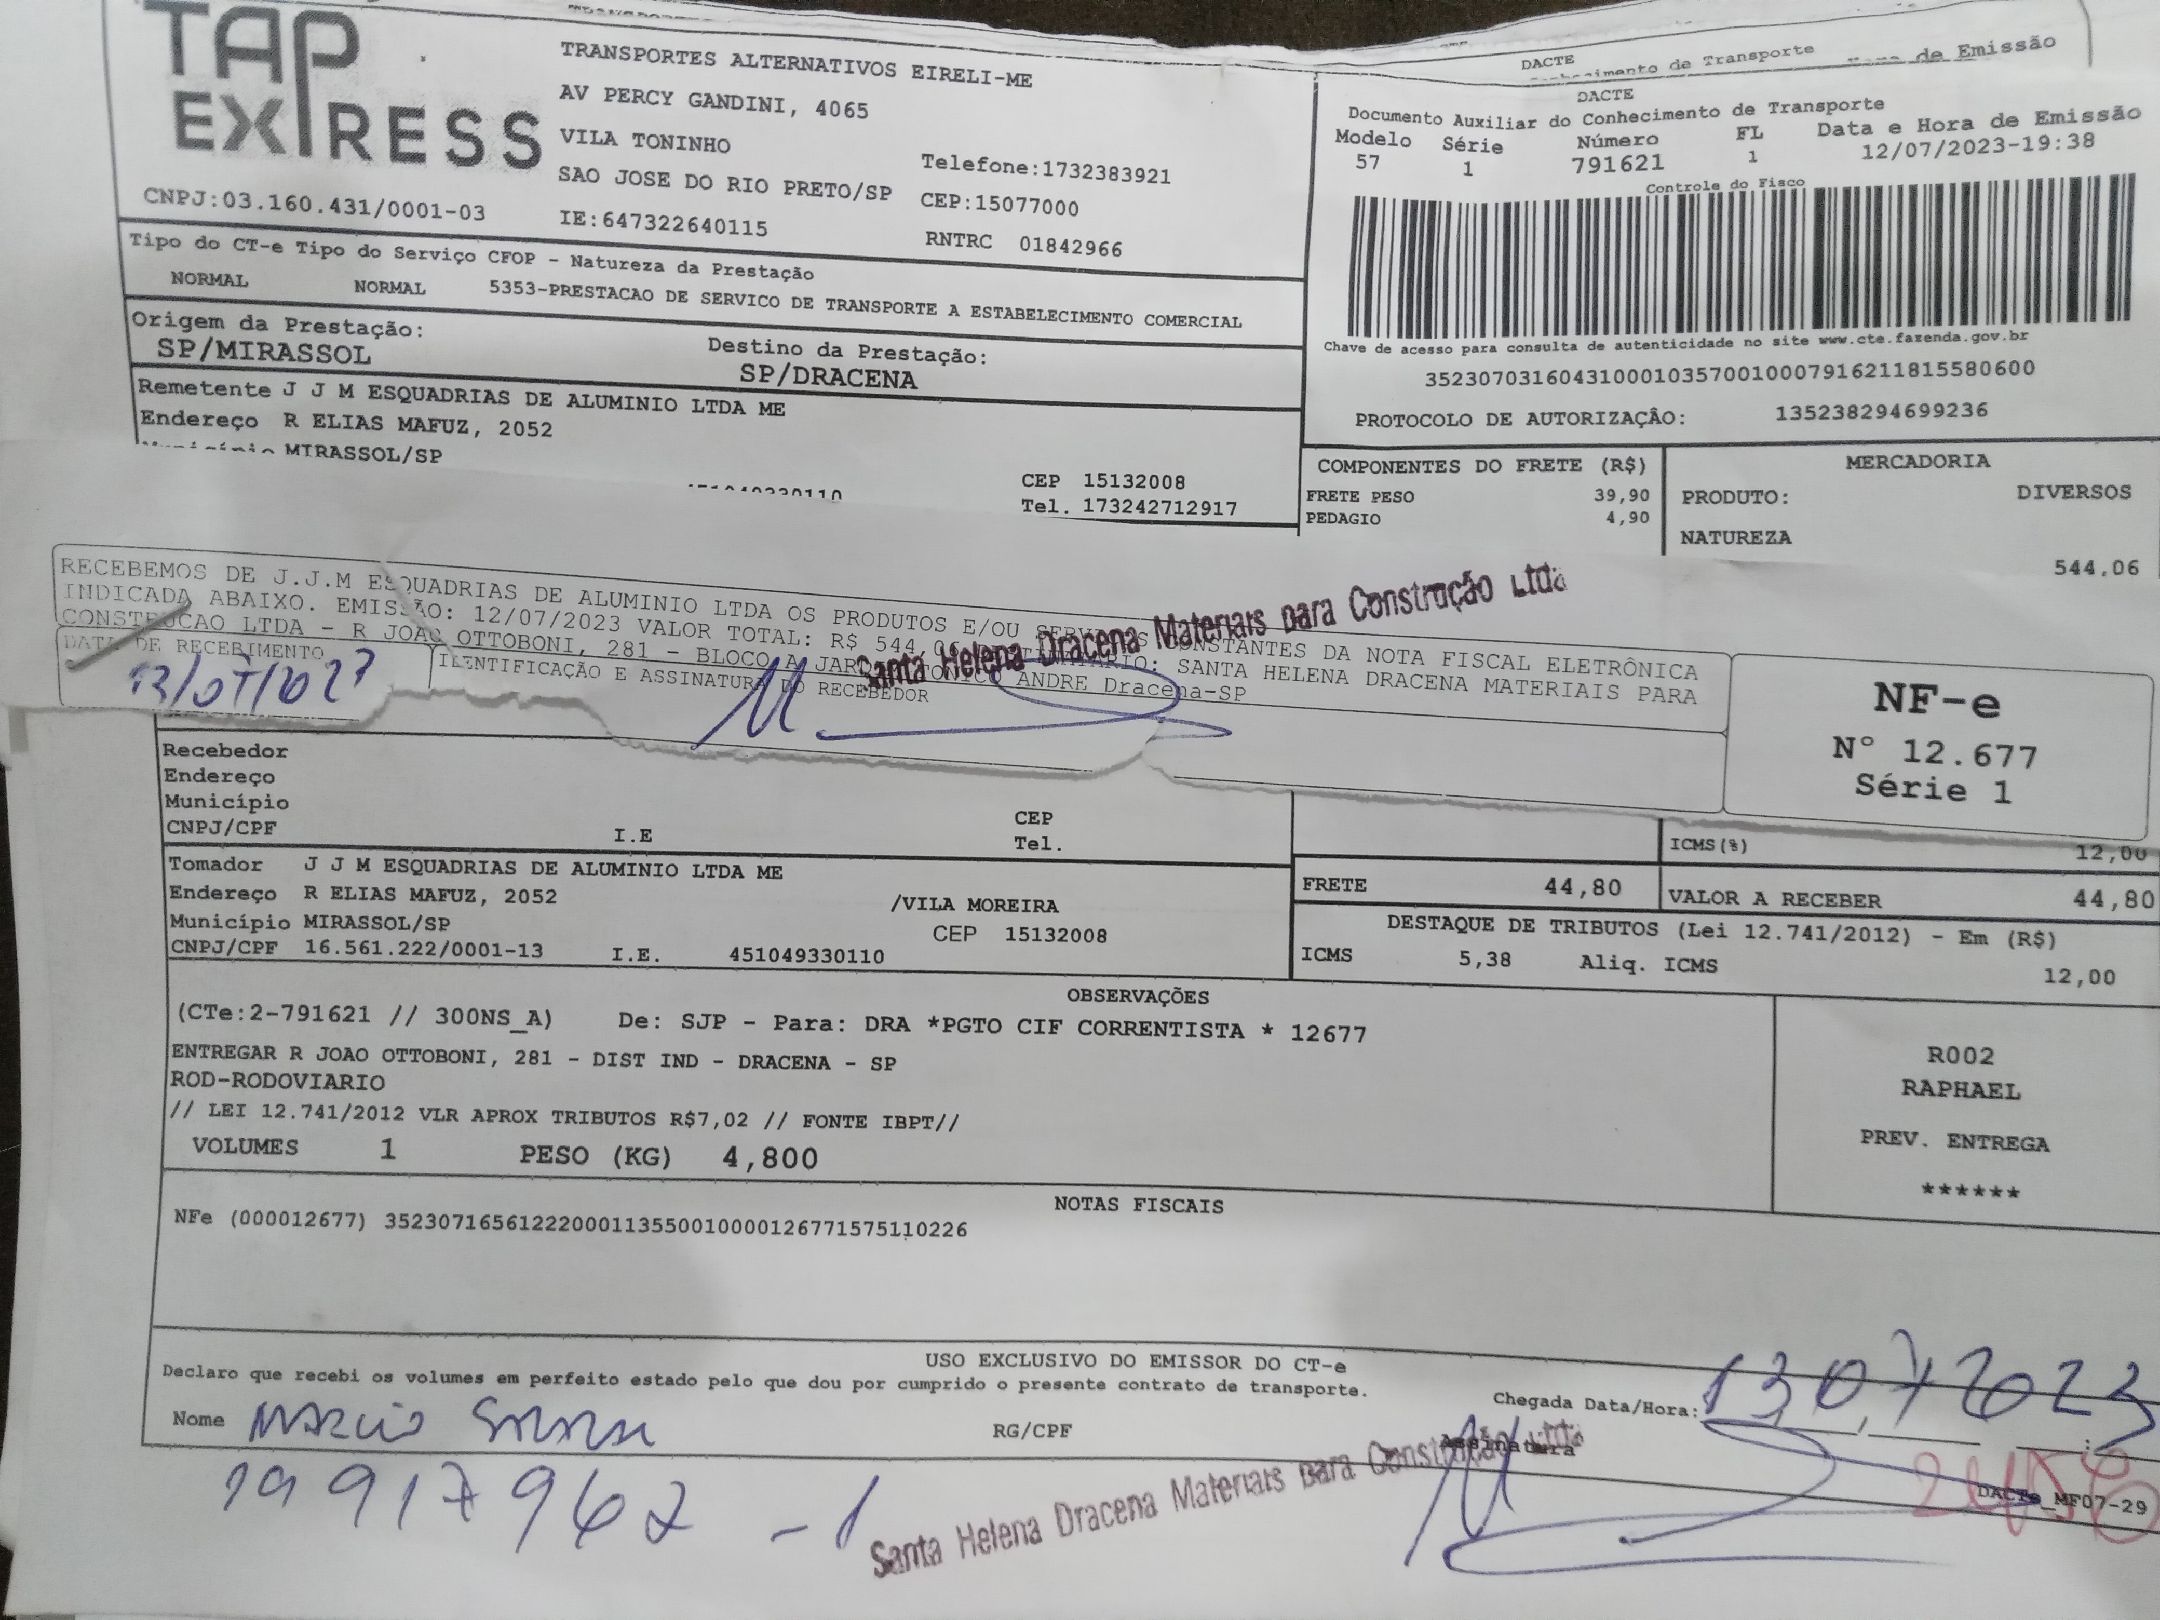 TAP EXPRESS
TRANSPORTES ALTERNATIVOS EIRELI-ME
AV PERCY GANDINI, 4065
VILA TONINHO
Telefone:1732383921
SAO JOSE DO RIO PRETO/SP
CEP:15077000
CNPJ:03.160.431/0001-03
IE:647322640115
RNTRC 01842966
DACTE
de Transporte
de Emissão
DACTE
Documento Auxiliar do Conhecimento de Transporte
Modelo Série Número FL Data e Hora de Emissão
57 1 791621 1 12/07/2023-19:38
Controle do Fisco
Chave de acesso para consulta de autenticidade no site www.cte.fazenda.gov.br
35230703160431000103570010007916211815580600
PROTOCOLO DE AUTORIZAÇÂO: 135238294699236
Tipo do CT-e Tipo do Serviço CFOP - Natureza da Prestação
NORMAL NORMAL 5353-PRESTACAO DE SERVICO DE TRANSPORTE A ESTABELECIMENTO COMERCIAL
Origem da Prestação:
SP/MIRASSOL
Destino da Prestação:
SP/DRACENA
Remetente J J M ESQUADRIAS DE ALUMINIO LTDA ME
Endereço R ELIAS MAFUZ, 2052
MIRASSOL/SP
CEP 15132008
Tel. 173242712917
COMPONENTES DO FRETE (R$)
FRETE PESO 39,90
PEDAGIO 4,90
MERCADORIA
PRODUTO: DIVERSOS
NATUREZA
544,06
RECEBEMOS DE J.J.M ESQUADRIAS DE ALUMINIO LTDA OS PRODUTOS E/OU SERVIÇOS CONSTANTES DA NOTA FISCAL ELETRÔNICA
INDICADA ABAIXO. EMISSÃO: 12/07/2023 VALOR TOTAL: R$ 544,06 DESTINATÁRIO: SANTA HELENA DRACENA MATERIAIS PARA
CONSTRUCAO LTDA - R JOAO OTTOBONI, 281 - BLOCO A ANDRE Dracena-SP
Santa Helena Dracena Materiais para Construção Ltda
DATA DE RECEBIMENTO
IDENTIFICAÇÃO E ASSINATURA DO RECEBEDOR
NF-e
Nº 12.677
Série 1
Recebedor
Endereço
Município
CNPJ/CPF I.E
CEP
Tel.
ICMS(%) 12,00
Tomador J J M ESQUADRIAS DE ALUMINIO LTDA ME
Endereço R ELIAS MAFUZ, 2052 /VILA MOREIRA
Município MIRASSOL/SP CEP 15132008
CNPJ/CPF 16.561.222/0001-13 I.E. 451049330110
FRETE 44,80
VALOR A RECEBER 44,80
DESTAQUE DE TRIBUTOS (Lei 12.741/2012) - Em (R$)
ICMS 5,38 Aliq. ICMS 12,00
OBSERVAÇÕES
(CTe:2-791621 // 300NS_A) De: SJP - Para: DRA *PGTO CIF CORRENTISTA * 12677
ENTREGAR R JOAO OTTOBONI, 281 - DIST IND - DRACENA - SP
ROD-RODOVIARIO
// LEI 12.741/2012 VLR APROX TRIBUTOS R$7,02 // FONTE IBPT//
VOLUMES 1 PESO (KG) 4,800
R002
RAPHAEL
PREV. ENTREGA
******
NOTAS FISCAIS
NFe (000012677) 35230716561222000113550010000126771575110226
USO EXCLUSIVO DO EMISSOR DO CT-e
Declaro que recebi os volumes em perfeito estado pelo que dou por cumprido o presente contrato de transporte.
Chegada Data/Hora: 13 07 2023
Nome Marcio
RG/CPF
Assinatura
19917962 -1
Santa Helena Dracena Materiais para Construção Ltda
DACTe_MF07-29